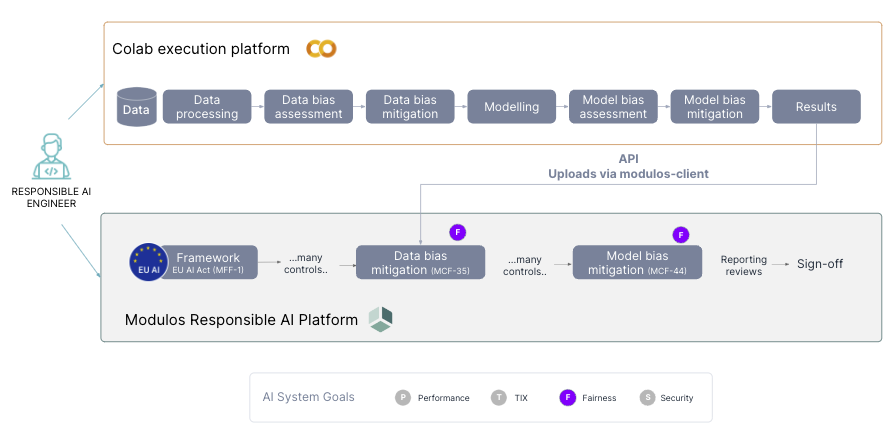 Colab execution platform
Data
Data
processing
Data bias
assessment
Data bias
mitigation
Modelling
Model bias
assessment
Model bias
mitigation
Results
</>
RESPONSIBLE AI
ENGINEER
API
Uploads via modulos-client
EU AI
Framework
EU AI Act (MFF-1)
...many
controls..
F
Data bias
mitigation (MCF-35)
...many
controls..
F
Model bias
mitigation (MCF-44)
Reporting
reviews
Sign-off
Modulos Responsible AI Platform
AI System Goals
P Performance
T TIX
F Fairness
S Security